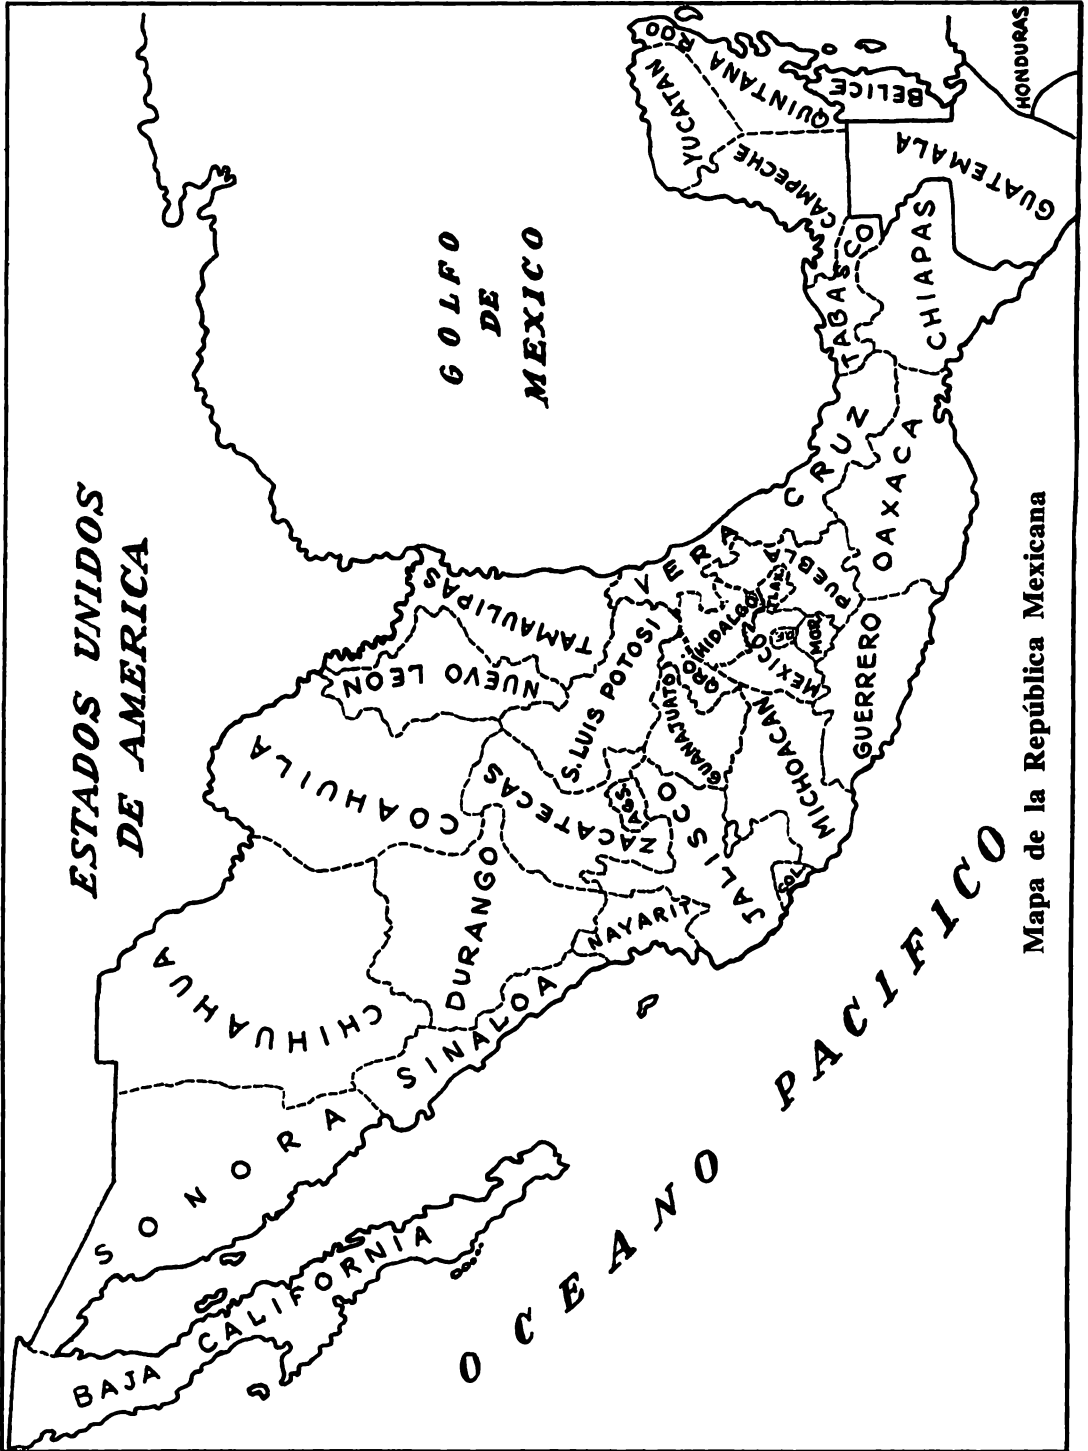 ESTADOS UNIDOS
DE AMERICA
GOLFO
DE
MEXICO
OCEANO PACIFICO
BAJA CALIFORNIA
SONORA
CHIHUAHUA
COAHUILA
NUEVO LEON
TAMAULIPAS
SINALOA
DURANGO
ZACATECAS
S. LUIS POTOSI
NAYARIT
AGS.
JALISCO
GUANAJUATO
QRO
HIDALGO
VERA CRUZ
COL.
MICHOACAN
MEXICO
D.F.
TLAX.
MOR.
PUEBLA
GUERRERO
OAXACA
TABASCO
CHIAPAS
CAMPECHE
YUCATAN
QUINTANA ROO
BELICE
GUATEMALA
HONDURAS
Mapa de la República Mexicana